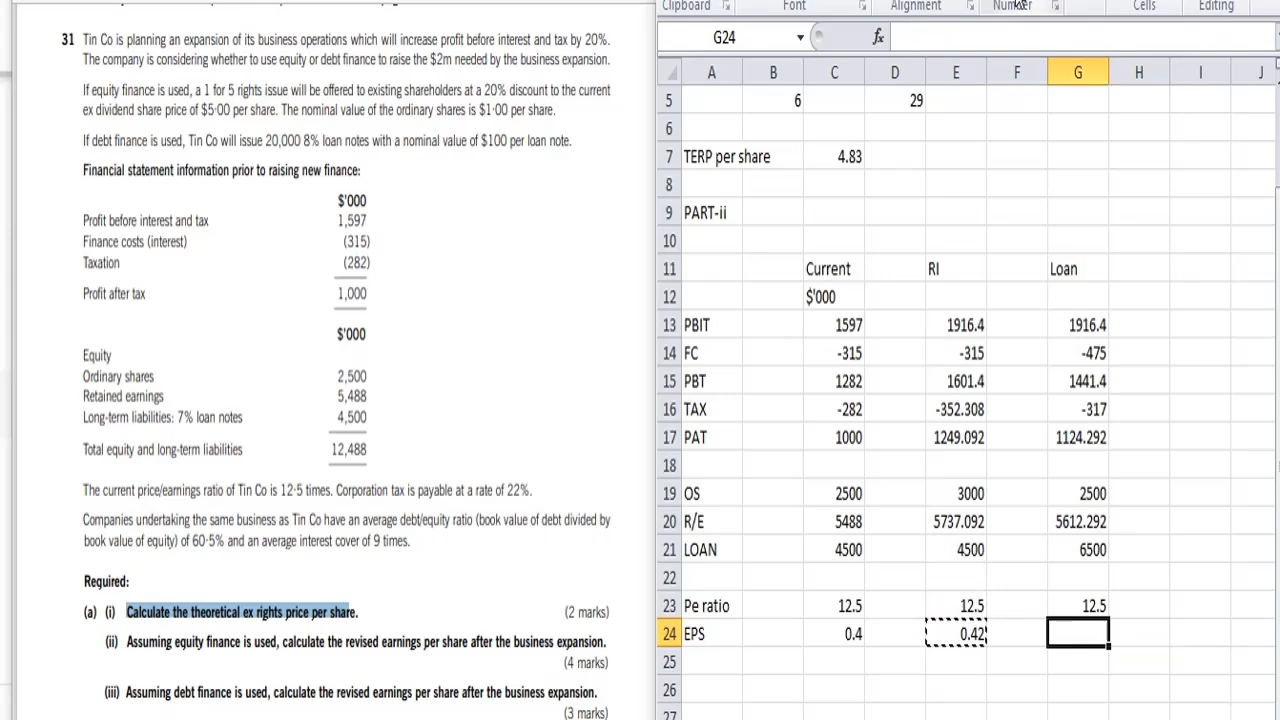 31 Tin Co is planning an expansion of its business operations which will increase profit before interest and tax by 20%.
The company is considering whether to use equity or debt finance to raise the $2m needed by the business expansion.
If equity finance is used, a 1 for 5 rights issue will be offered to existing shareholders at a 20% discount to the current
ex dividend share price of $5·00 per share. The nominal value of the ordinary shares is $1·00 per share.
If debt finance is used, Tin Co will issue 20,000 8% loan notes with a nominal value of $100 per loan note.
Financial statement information prior to raising new finance:
$'000
Profit before interest and tax 1,597
Finance costs (interest) (315)
Taxation (282)
Profit after tax 1,000
$'000
Equity
Ordinary shares 2,500
Retained earnings 5,488
Long-term liabilities: 7% loan notes 4,500
Total equity and long-term liabilities 12,488
The current price/earnings ratio of Tin Co is 12·5 times. Corporation tax is payable at a rate of 22%.
Companies undertaking the same business as Tin Co have an average debt/equity ratio (book value of debt divided by
book value of equity) of 60·5% and an average interest cover of 9 times.
Required:
(a) (i) Calculate the theoretical ex rights price per share. (2 marks)
(ii) Assuming equity finance is used, calculate the revised earnings per share after the business expansion.
(4 marks)
(iii) Assuming debt finance is used, calculate the revised earnings per share after the business expansion.
(3 marks)
Clipboard Font Alignment Number Cells Editing
G24 fx
A B C D E F G H I J
5 6 29
6
7 TERP per share 4.83
8
9 PART-ii
10
11 Current RI Loan
12 $'000
13 PBIT 1597 1916.4 1916.4
14 FC -315 -315 -475
15 PBT 1282 1601.4 1441.4
16 TAX -282 -352.308 -317
17 PAT 1000 1249.092 1124.292
18
19 OS 2500 3000 2500
20 R/E 5488 5737.092 5612.292
21 LOAN 4500 4500 6500
22
23 Pe ratio 12.5 12.5 12.5
24 EPS 0.4 0.42
25
26
27